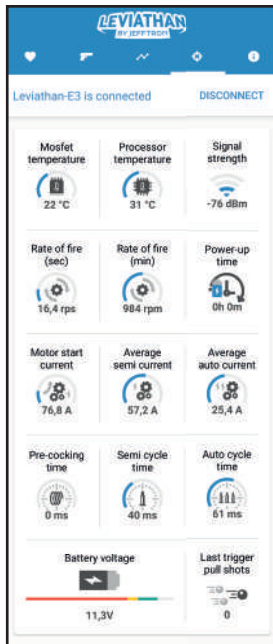 LEVIATHAN
BY JEFFTRON
Leviathan-E3 is connected DISCONNECT
Mosfet temperature
22 °C
Processor temperature
31 °C
Signal strength
-76 dBm
Rate of fire (sec)
16,4 rps
Rate of fire (min)
984 rpm
Power-up time
0h 0m
Motor start current
76,8 A
Average semi current
57,2 A
Average auto current
25,4 A
Pre-cocking time
0 ms
Semi cycle time
40 ms
Auto cycle time
61 ms
Battery voltage
11,3V
Last trigger pull shots
0